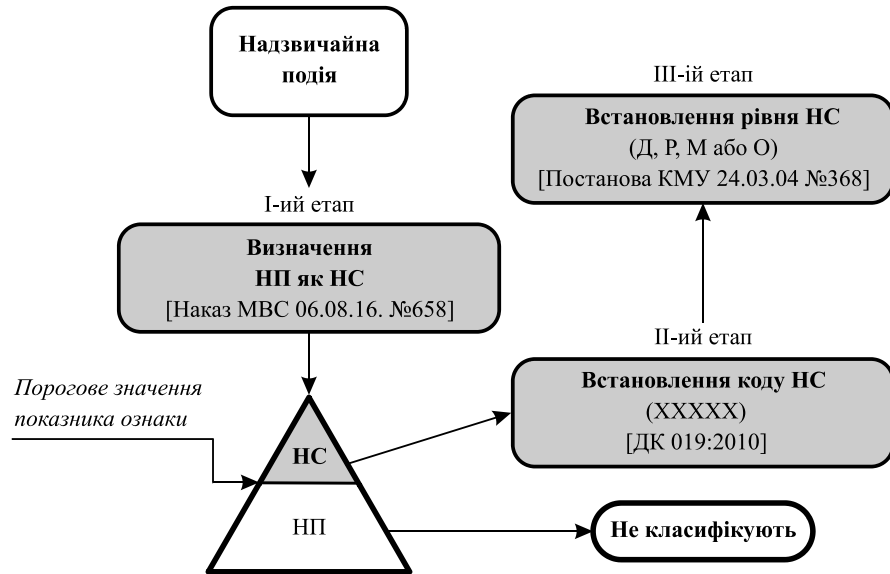 Надзвичайна
подія
І-ий етап
Визначення
НП як НС
[Наказ МВС 06.08.16. №658]
Порогове значення
показника ознаки
НС
НП
ІІІ-ій етап
Встановлення рівня НС
(Д, Р, М або О)
[Постанова КМУ 24.03.04 №368]
ІІ-ий етап
Встановлення коду НС
(ХХХХХ)
[ДК 019:2010]
Не класифікують